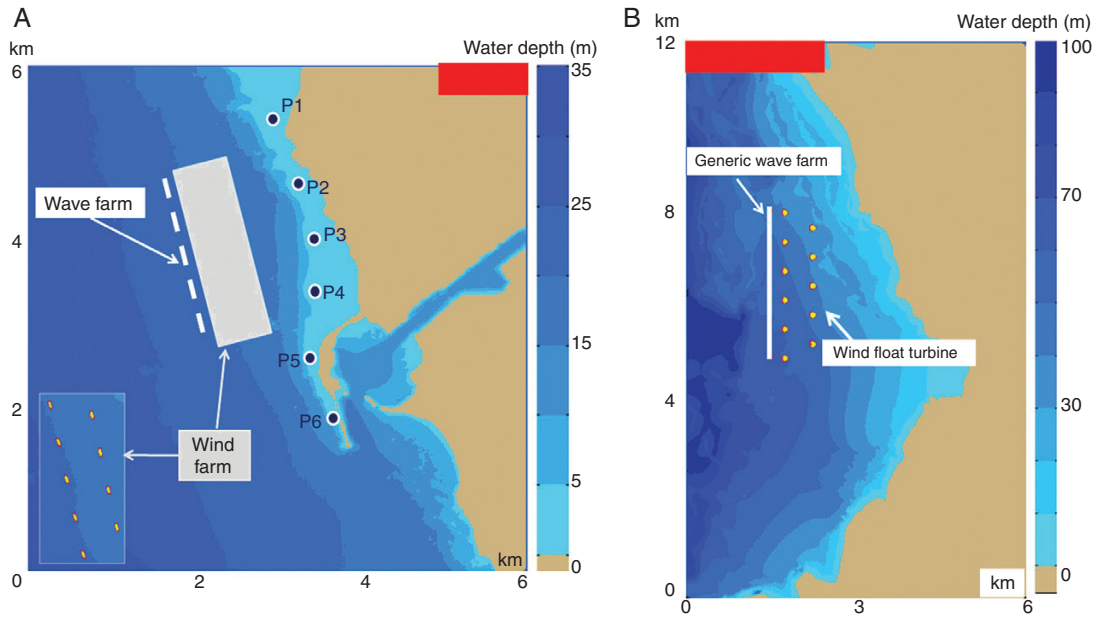 A
km
Water depth (m)
6
35
P1
P2
Wave farm
25
P3
4
P4
15
P5
2
P6
Wind
farm
5
km
0
0
2
4
6
B
km
Water depth (m)
12
100
Generic wave farm
70
8
Wind float turbine
4
30
0
km
0
0
3
6